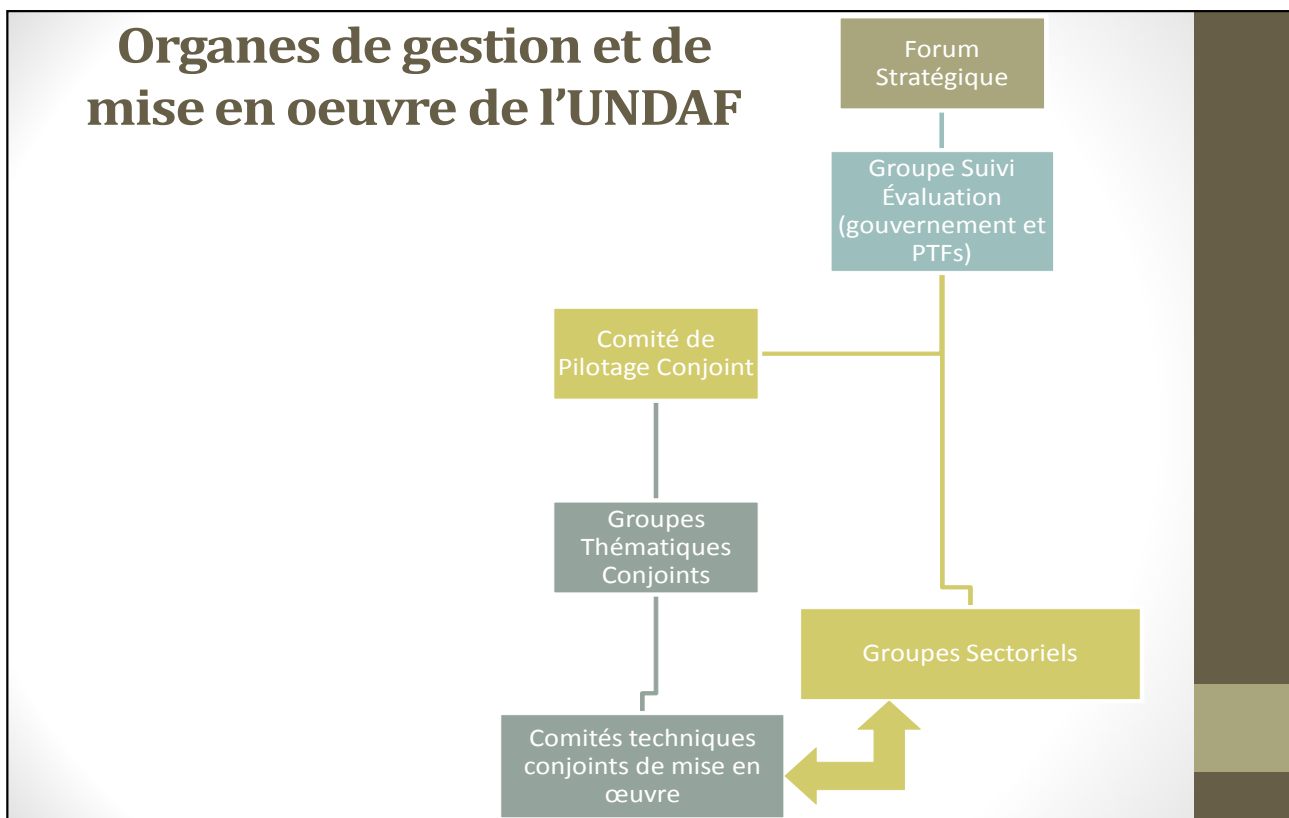 Organes de gestion et de
mise en oeuvre de l’UNDAF
Forum
Stratégique
Groupe Suivi
Évaluation
(gouvernement et
PTFs)
Comité de
Pilotage Conjoint
Groupes
Thématiques
Conjoints
Groupes Sectoriels
Comités techniques
conjoints de mise en
œuvre